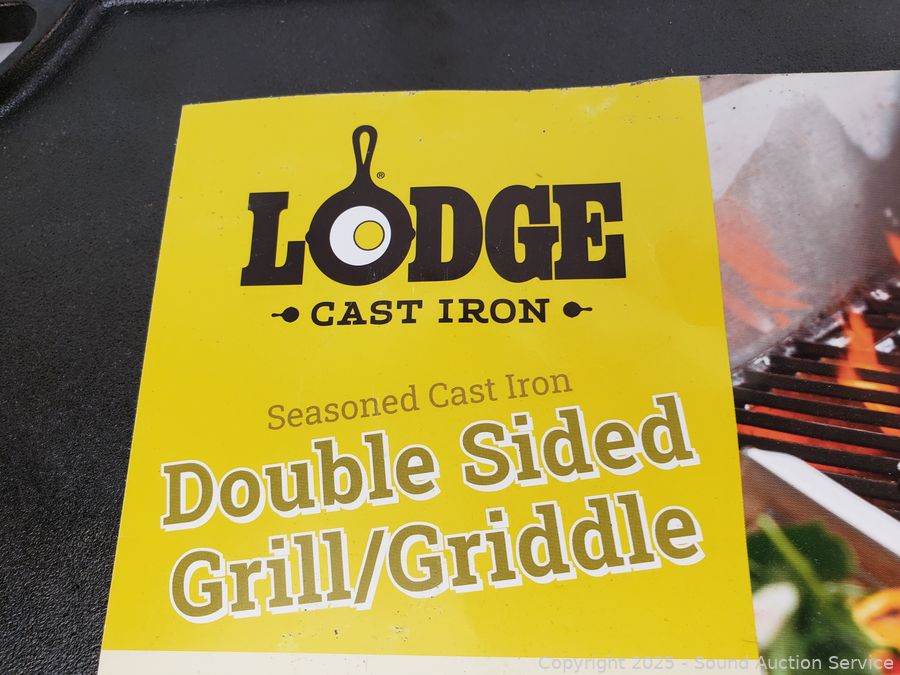 LODGE®
CAST IRON
Seasoned Cast Iron
Double Sided
Grill/Griddle
Copyright 2025 - Sound Auction Service